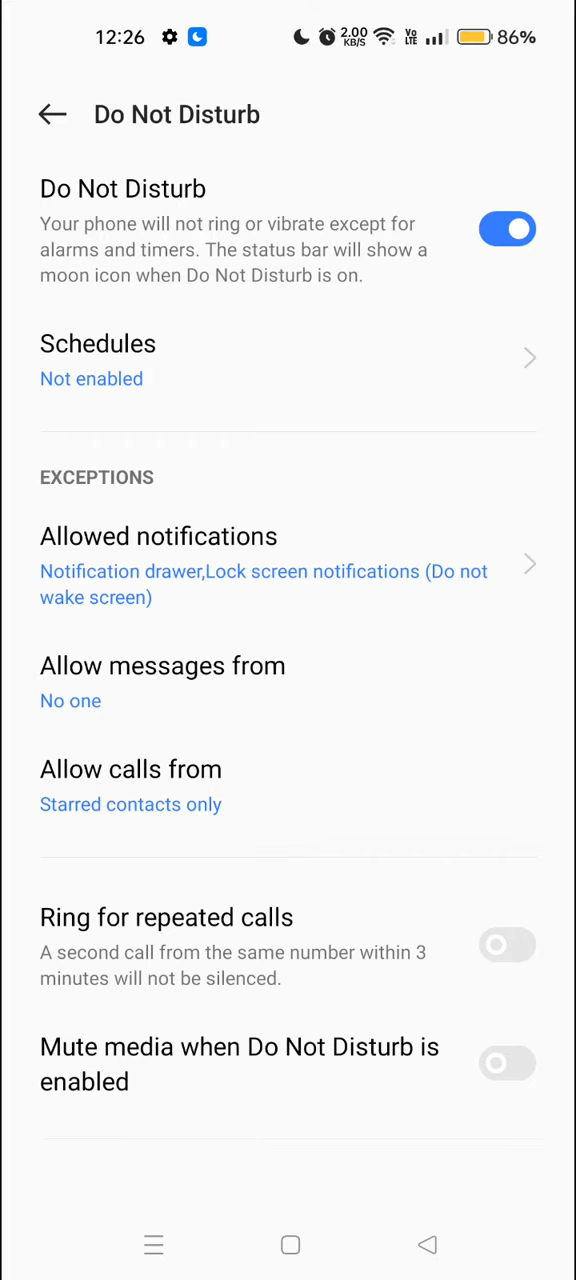 12:26 2.00 KB/S VO LTE 86%
Do Not Disturb
Do Not Disturb
Your phone will not ring or vibrate except for
alarms and timers. The status bar will show a
moon icon when Do Not Disturb is on.
Schedules
Not enabled
EXCEPTIONS
Allowed notifications
Notification drawer,Lock screen notifications (Do not
wake screen)
Allow messages from
No one
Allow calls from
Starred contacts only
Ring for repeated calls
A second call from the same number within 3
minutes will not be silenced.
Mute media when Do Not Disturb is
enabled